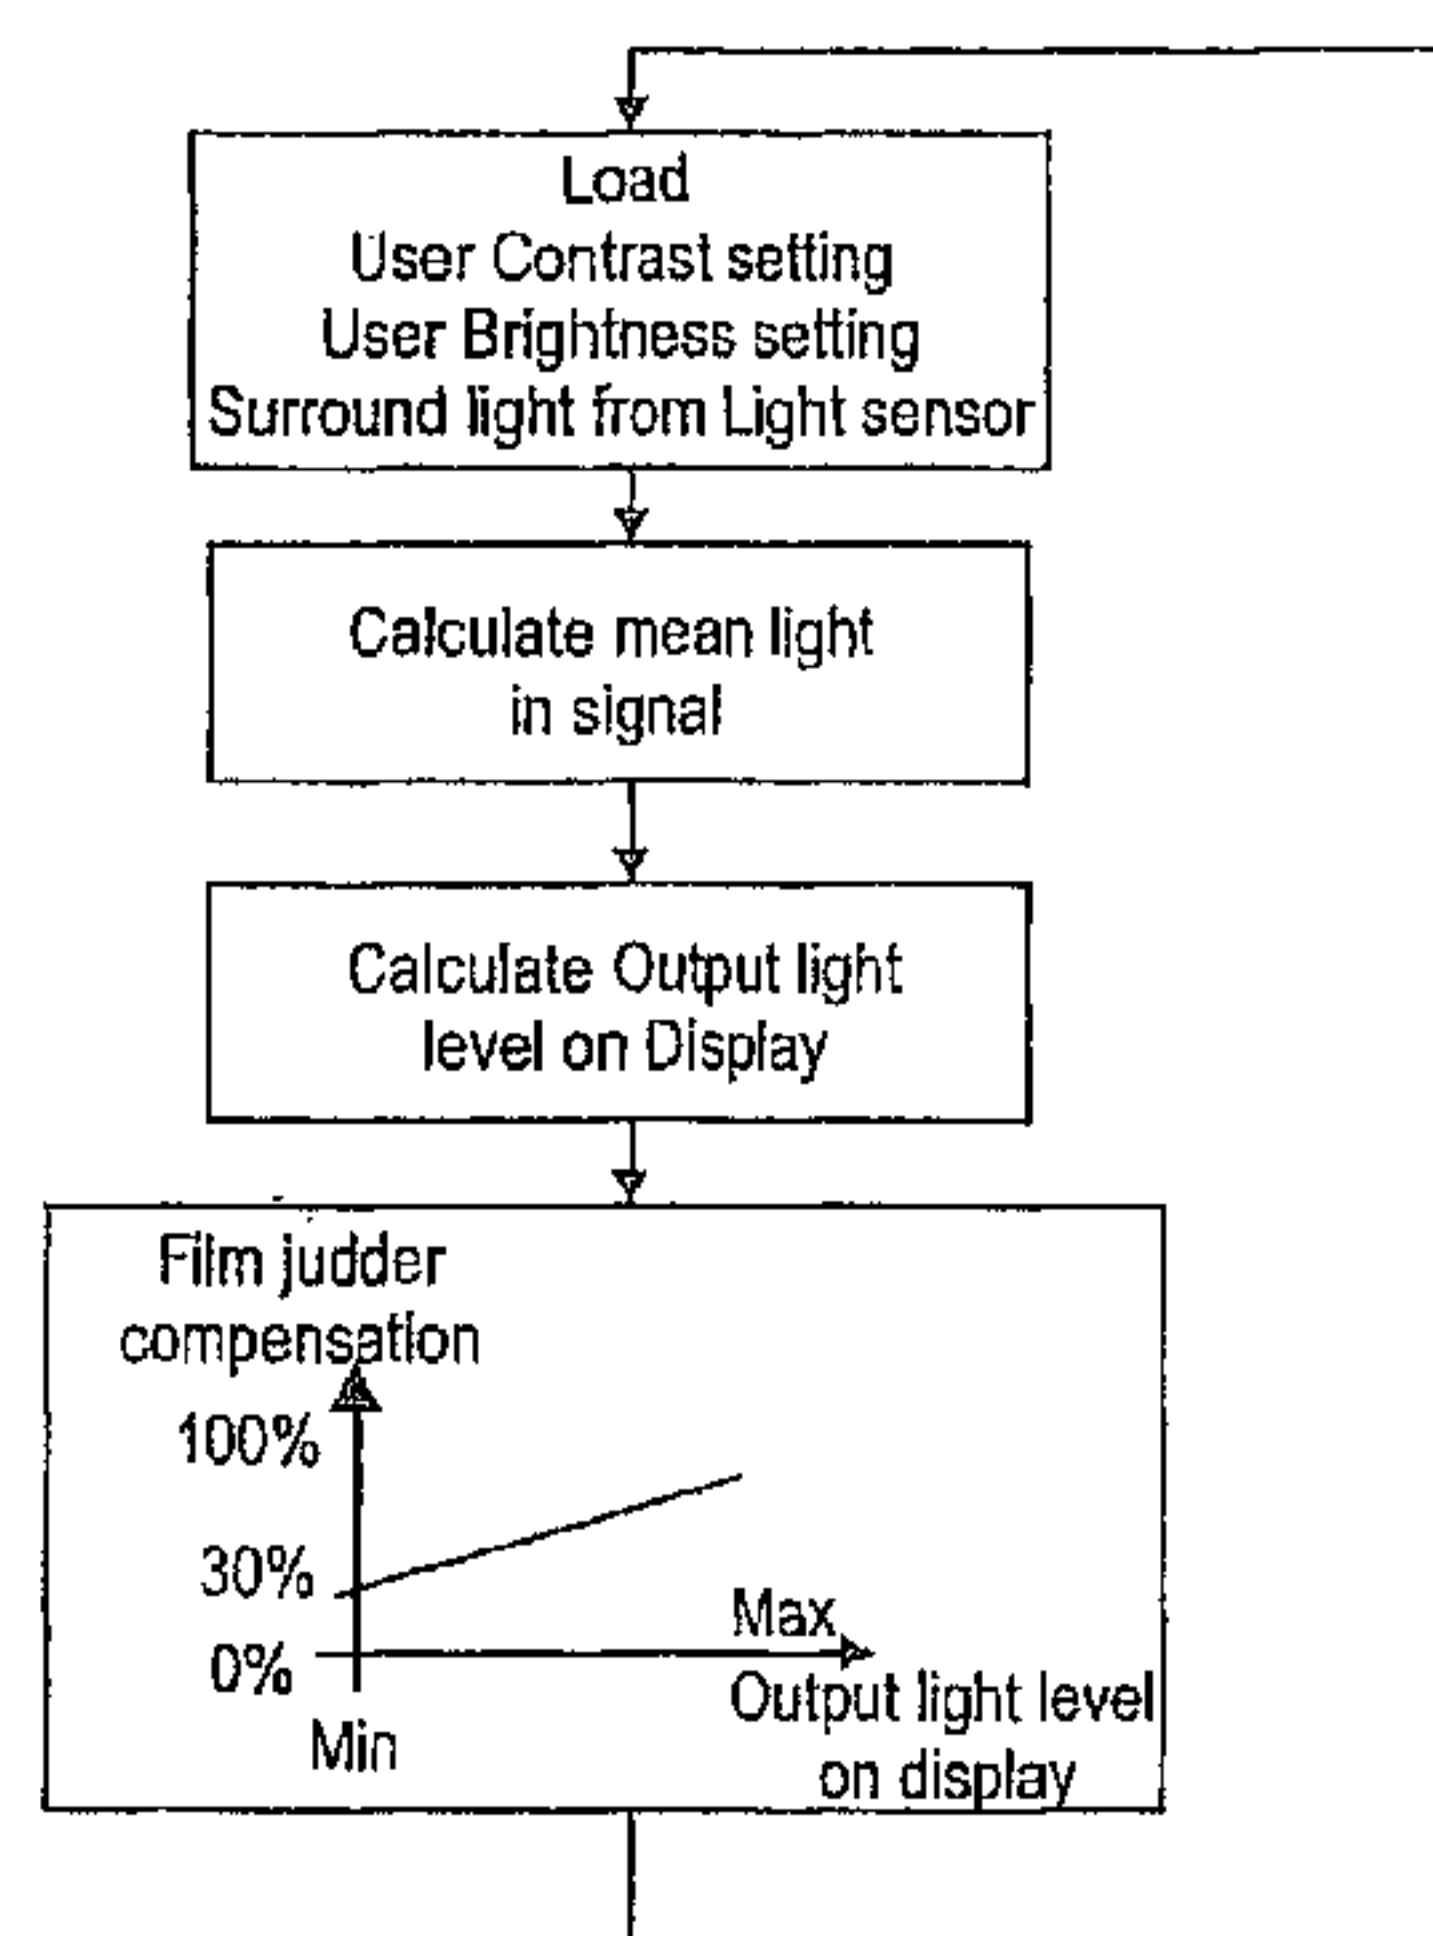 Load
User Contrast setting
User Brightness setting
Surround light from Light sensor
Calculate mean light
in signal
Calculate Output light
level on Display
Film judder
compensation
100%
30%
0%
Min
Max
Output light level
on display